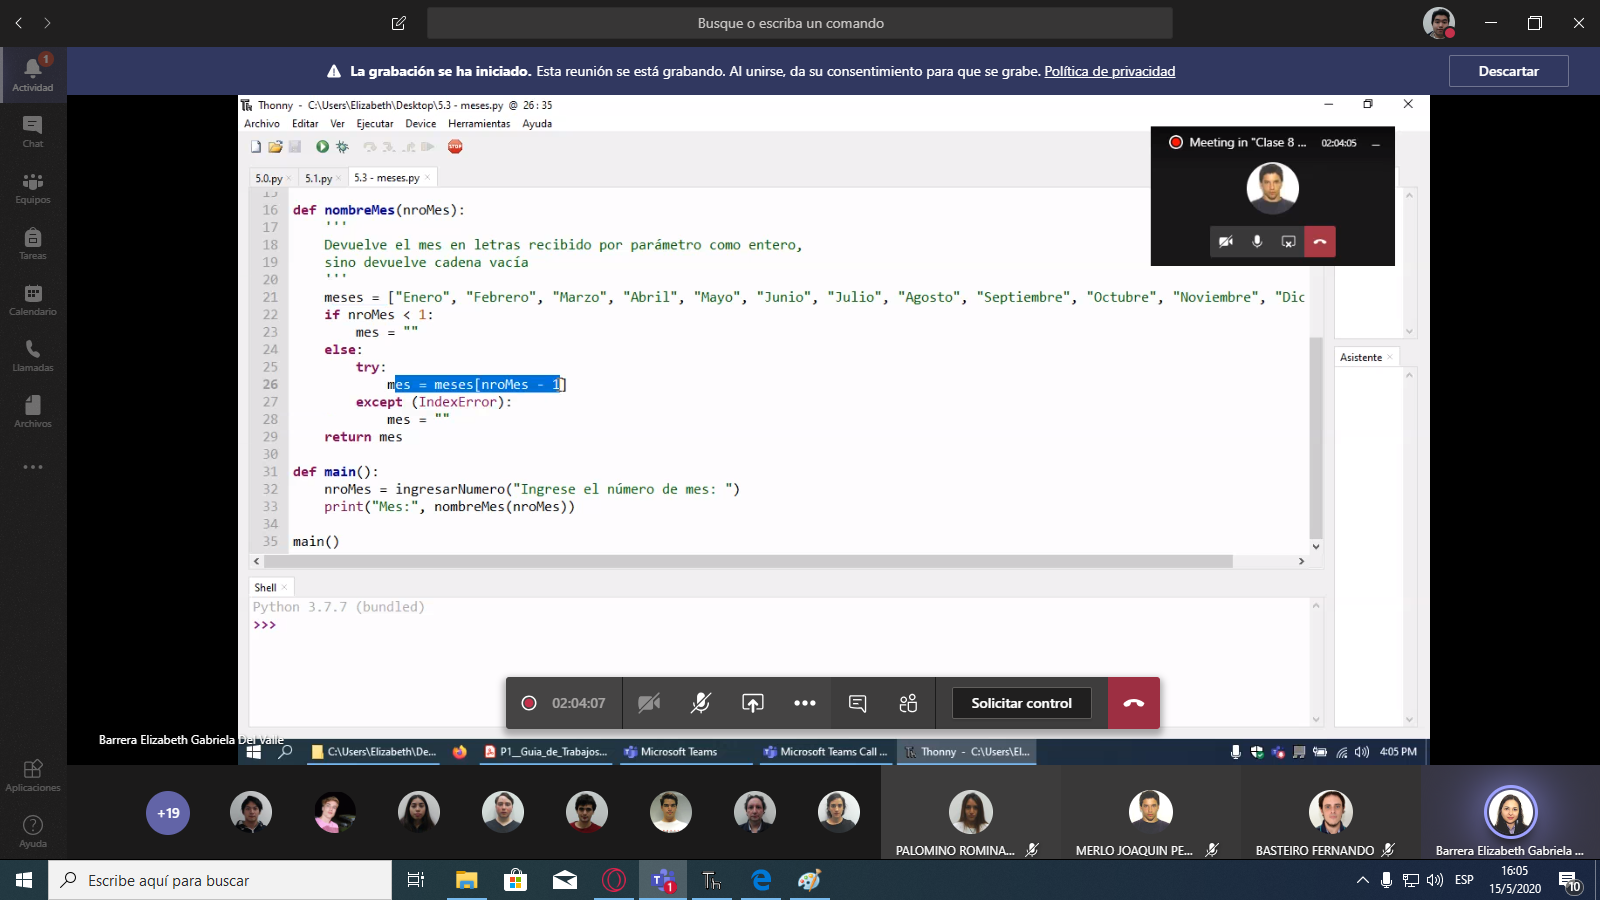 Busque o escriba un comando
1
Actividad
Chat
Equipos
Tareas
Calendario
Llamadas
Archivos
Aplicaciones
Ayuda
La grabación se ha iniciado. Esta reunión se está grabando. Al unirse, da su consentimiento para que se grabe. Política de privacidad
Descartar
Thonny - C:\Users\Elizabeth\Desktop\5.3 - meses.py @ 26 : 35
Archivo Editar Ver Ejecutar Device Herramientas Ayuda
STOP
5.0.py × 5.1.py × 5.3 - meses.py ×
15
16 def nombreMes(nroMes):
17 '''
18 Devuelve el mes en letras recibido por parámetro como entero,
19 sino devuelve cadena vacía
20 '''
21 meses = ["Enero", "Febrero", "Marzo", "Abril", "Mayo", "Junio", "Julio", "Agosto", "Septiembre", "Octubre", "Noviembre", "Dic
22 if nroMes < 1:
23 mes = ""
24 else:
25 try:
26 mes = meses[nroMes - 1]
27 except (IndexError):
28 mes = ""
29 return mes
30
31 def main():
32 nroMes = ingresarNumero("Ingrese el número de mes: ")
33 print("Mes:", nombreMes(nroMes))
34
35 main()
Meeting in "Clase 8 ... 02:04:05
Asistente ×
Shell ×
Python 3.7.7 (bundled)
>>>
02:04:07
Solicitar control
Barrera Elizabeth Gabriela Del Valle
C:\Users\Elizabeth\De... P1__Guia_de_Trabajos... Microsoft Teams Microsoft Teams Call ... Thonny - C:\Users\El... 4:05 PM
+19
PALOMINO ROMINA... MERLO JOAQUIN PE... BASTEIRO FERNANDO Barrera Elizabeth Gabriela ...
Escribe aquí para buscar
1
Th
ESP
16:05
15/5/2020
10